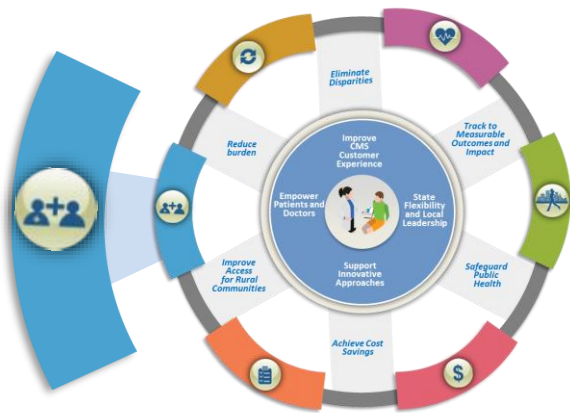 Eliminate
Disparities
Reduce
burden
Track to
Measurable
Outcomes and
Impact
Improve
CMS
Customer
Experience
Empower
Patients and
Doctors
State
Flexibility
and Local
Leadership
Support
Innovative
Approaches
Improve
Access
for Rural
Communities
Safeguard
Public
Health
Achieve Cost
Savings
$